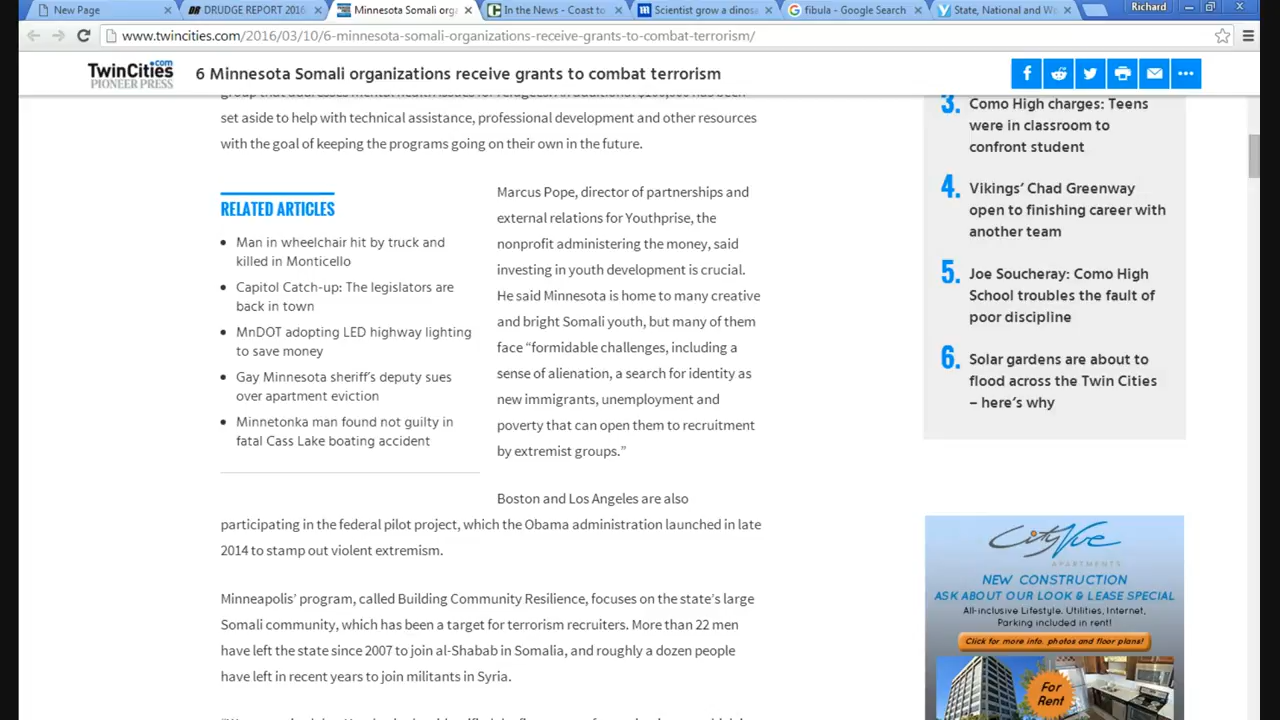 New Page
DRUDGE REPORT 2016
Minnesota Somali orga
In the News - Coast to
Scientist grow a dinosa
fibula - Google Search
State, National and Wo
Richard
www.twincities.com/2016/03/10/6-minnesota-somali-organizations-receive-grants-to-combat-terrorism/
TwinCities.com
PIONEER PRESS
6 Minnesota Somali organizations receive grants to combat terrorism
set aside to help with technical assistance, professional development and other resources
with the goal of keeping the programs going on their own in the future.
RELATED ARTICLES
Man in wheelchair hit by truck and
killed in Monticello
Capitol Catch-up: The legislators are
back in town
MnDOT adopting LED highway lighting
to save money
Gay Minnesota sheriff's deputy sues
over apartment eviction
Minnetonka man found not guilty in
fatal Cass Lake boating accident
Marcus Pope, director of partnerships and
external relations for Youthprise, the
nonprofit administering the money, said
investing in youth development is crucial.
He said Minnesota is home to many creative
and bright Somali youth, but many of them
face “formidable challenges, including a
sense of alienation, a search for identity as
new immigrants, unemployment and
poverty that can open them to recruitment
by extremist groups.”
Boston and Los Angeles are also
participating in the federal pilot project, which the Obama administration launched in late
2014 to stamp out violent extremism.
Minneapolis’ program, called Building Community Resilience, focuses on the state’s large
Somali community, which has been a target for terrorism recruiters. More than 22 men
have left the state since 2007 to join al-Shabab in Somalia, and roughly a dozen people
have left in recent years to join militants in Syria.
3. Como High charges: Teens
were in classroom to
confront student
4. Vikings’ Chad Greenway
open to finishing career with
another team
5. Joe Soucheray: Como High
School troubles the fault of
poor discipline
6. Solar gardens are about to
flood across the Twin Cities
– here’s why
CityVue
APARTMENTS
NEW CONSTRUCTION
ASK ABOUT OUR LOOK & LEASE SPECIAL
All-inclusive Lifestyle. Utilities, Internet,
Parking included in rent!
Click for more info, photos and floor plans!
For
Rent